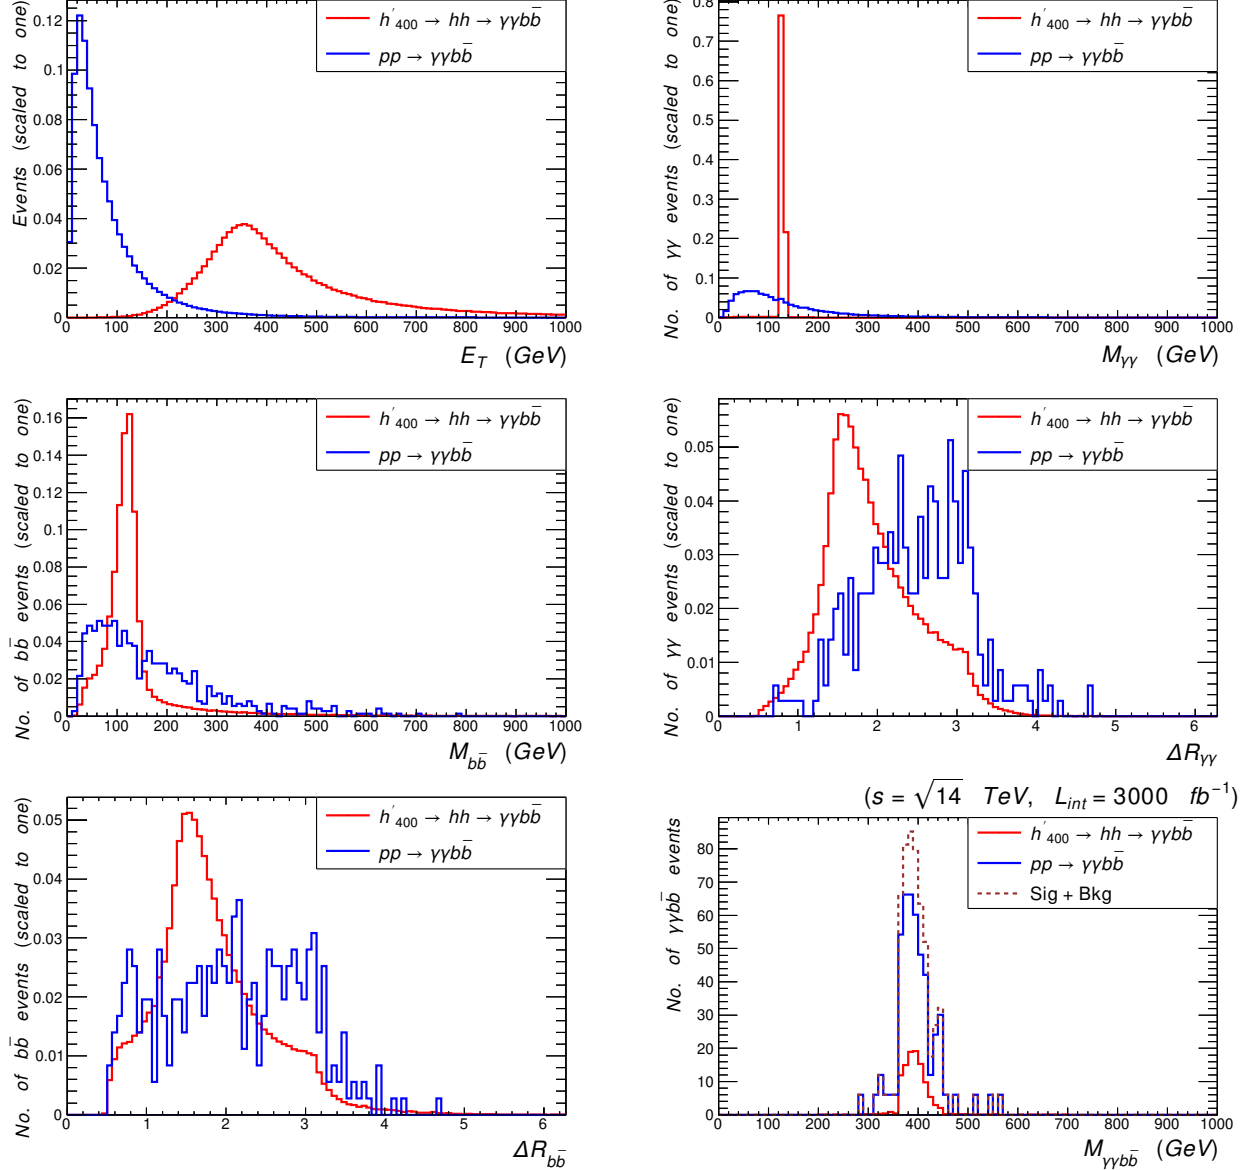 Events (scaled to one)
0.12
0.1
0.08
0.06
0.04
0.02
0
h′400 → hh → γγbb̅
pp → γγbb̅
0 100 200 300 400 500 600 700 800 900 1000
E_T (GeV)
No. of γγ events (scaled to one)
0.8
0.7
0.6
0.5
0.4
0.3
0.2
0.1
0
h′400 → hh → γγbb̅
pp → γγbb̅
0 100 200 300 400 500 600 700 800 900 1000
M_γγ (GeV)
No. of bb̅ events (scaled to one)
0.16
0.14
0.12
0.1
0.08
0.06
0.04
0.02
0
h′400 → hh → γγbb̅
pp → γγbb̅
0 100 200 300 400 500 600 700 800 900 1000
M_bb̅ (GeV)
No. of γγ events (scaled to one)
0.05
0.04
0.03
0.02
0.01
0
h′400 → hh → γγbb̅
pp → γγbb̅
0 1 2 3 4 5 6
ΔR_γγ
No. of bb̅ events (scaled to one)
0.05
0.04
0.03
0.02
0.01
0
h′400 → hh → γγbb̅
pp → γγbb̅
0 1 2 3 4 5 6
ΔR_bb̅
(s = √14 TeV, L_int = 3000 fb⁻¹)
No. of γγbb̅ events
80
70
60
50
40
30
20
10
0
h′400 → hh → γγbb̅
pp → γγbb̅
Sig + Bkg
0 100 200 300 400 500 600 700 800 900 1000
M_γγbb̅ (GeV)